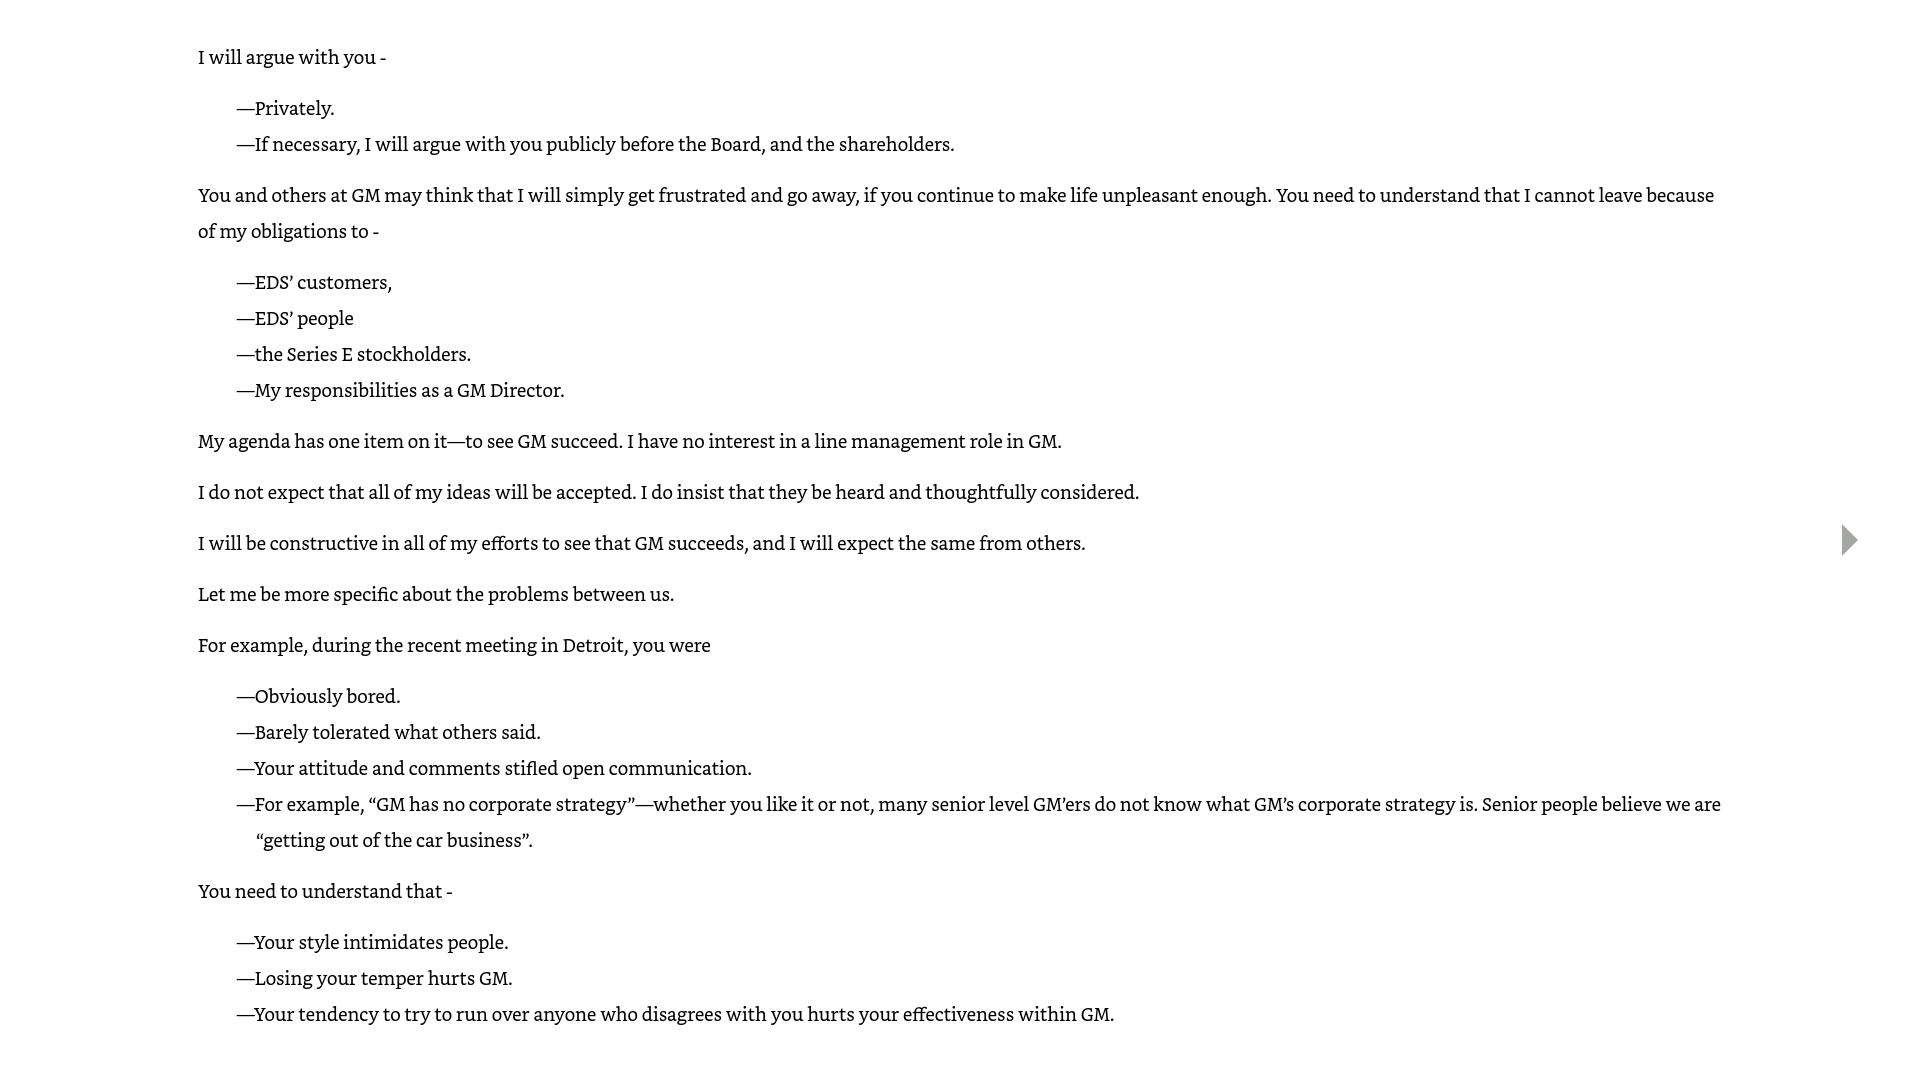 I will argue with you -
—Privately.
—If necessary, I will argue with you publicly before the Board, and the shareholders.
You and others at GM may think that I will simply get frustrated and go away, if you continue to make life unpleasant enough. You need to understand that I cannot leave because
of my obligations to -
—EDS’ customers,
—EDS’ people
—the Series E stockholders.
—My responsibilities as a GM Director.
My agenda has one item on it—to see GM succeed. I have no interest in a line management role in GM.
I do not expect that all of my ideas will be accepted. I do insist that they be heard and thoughtfully considered.
I will be constructive in all of my efforts to see that GM succeeds, and I will expect the same from others.
Let me be more specific about the problems between us.
For example, during the recent meeting in Detroit, you were
—Obviously bored.
—Barely tolerated what others said.
—Your attitude and comments stifled open communication.
—For example, “GM has no corporate strategy”—whether you like it or not, many senior level GM’ers do not know what GM’s corporate strategy is. Senior people believe we are
“getting out of the car business”.
You need to understand that -
—Your style intimidates people.
—Losing your temper hurts GM.
—Your tendency to try to run over anyone who disagrees with you hurts your effectiveness within GM.